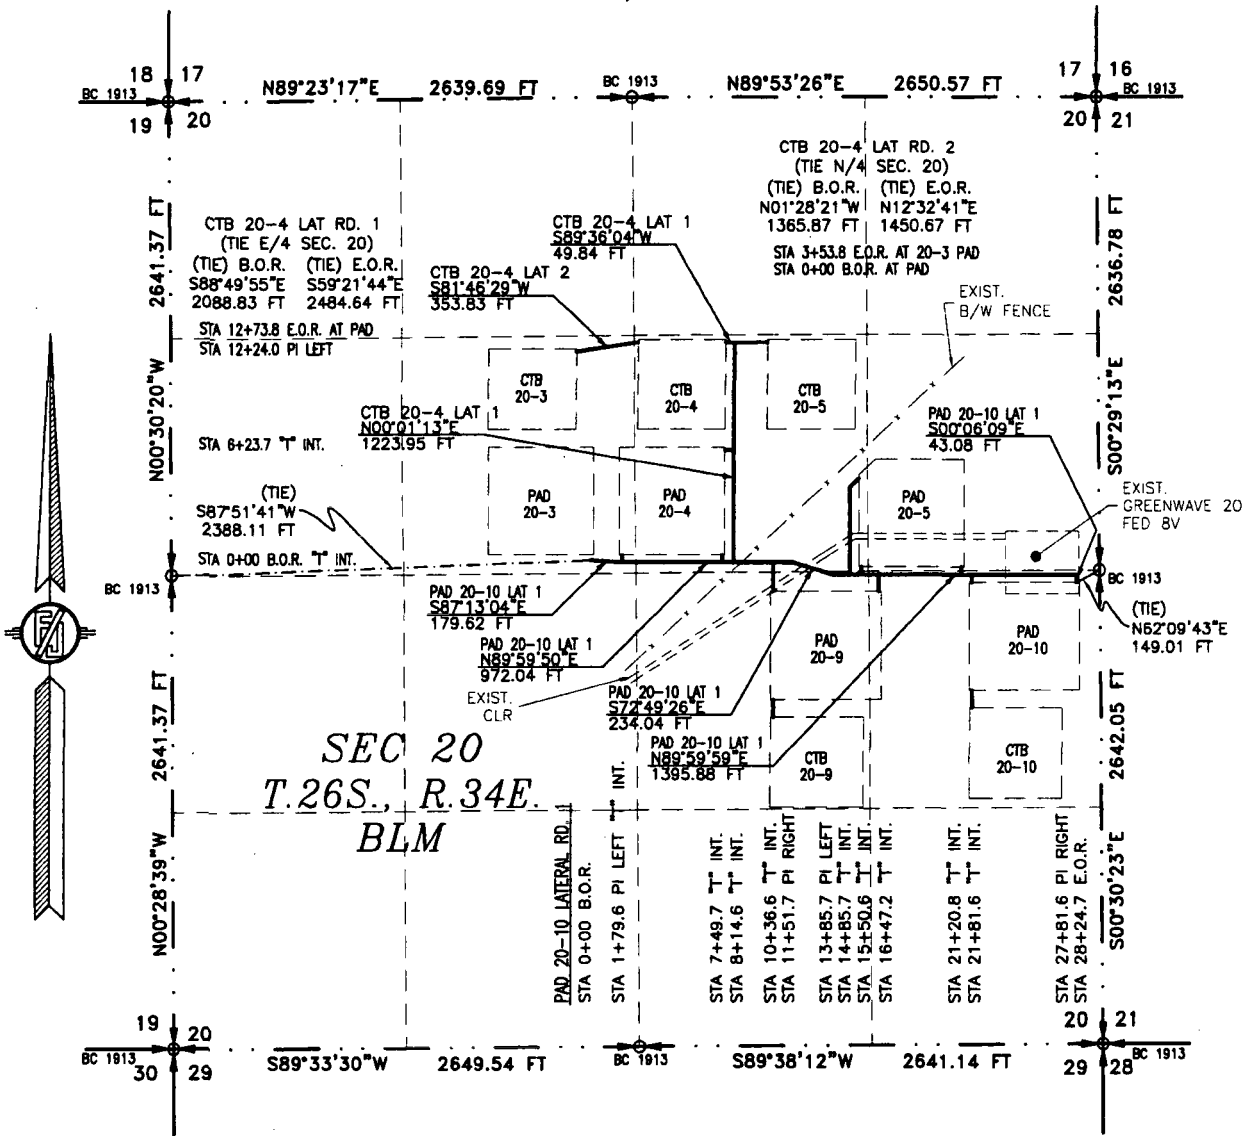 18 17
BC 1913
19 20
N89°23'17"E 2639.69 FT
BC 1913
N89°53'26"E 2650.57 FT
17 16
BC 1913
20 21
CTB 20-4 LAT RD. 2
(TIE N/4 SEC. 20)
(TIE) B.O.R. (TIE) E.O.R.
N01°28'21"W N12°32'41"E
1365.87 FT 1450.67 FT
STA 3+53.8 E.O.R. AT 20-3 PAD
STA 0+00 B.O.R. AT PAD
CTB 20-4 LAT RD. 1
(TIE E/4 SEC. 20)
(TIE) B.O.R. (TIE) E.O.R.
S88°49'55"E S59°21'44"E
2088.83 FT 2484.64 FT
STA 12+73.8 E.O.R. AT PAD
STA 12+24.0 PI LEFT
STA 6+23.7 "T" INT.
STA 0+00 B.O.R. "T" INT.
CTB 20-4 LAT 1
S89°36'04"W
49.84 FT
CTB 20-4 LAT 2
S81°46'29"W
353.83 FT
EXIST.
B/W FENCE
2641.37 FT
N00°30'20"W
2636.78 FT
S00°29'13"E
CTB
20-3
CTB
20-4
CTB
20-5
CTB 20-4 LAT 1
N00°01'13"E
1223.95 FT
PAD 20-10 LAT 1
S00°06'09"E
43.08 FT
(TIE)
S87°51'41"W
2388.11 FT
PAD
20-3
PAD
20-4
PAD
20-5
EXIST.
GREENWAVE 20
FED 8V
BC 1913
BC 1913
PAD 20-10 LAT 1
S87°13'04"E
179.62 FT
PAD 20-10 LAT 1
N89°59'50"E
972.04 FT
EXIST.
CLR
PAD 20-10 LAT 1
S72°49'26"E
234.04 FT
PAD 20-10 LAT 1
N89°59'59"E
1395.88 FT
PAD
20-9
PAD
20-10
(TIE)
N62°09'43"E
149.01 FT
CTB
20-9
CTB
20-10
2641.37 FT
N00°28'39"W
2642.05 FT
S00°30'23"E
SEC 20
T.26S., R.34E.
BLM
PAD 20-10 LATERAL RD.
STA 0+00 B.O.R.
STA 1+79.6 PI LEFT "T" INT.
STA 7+49.7 "T" INT.
STA 8+14.6 "T" INT.
STA 10+36.6 "T" INT.
STA 11+51.7 PI RIGHT
STA 13+85.7 PI LEFT
STA 14+85.7 "T" INT.
STA 15+50.6 "T" INT.
STA 16+47.2 "T" INT.
STA 21+20.8 "T" INT.
STA 21+81.6 "T" INT.
STA 27+81.6 PI RIGHT
STA 28+24.7 E.O.R.
19 20
BC 1913
30 29
S89°33'30"W 2649.54 FT
BC 1913
S89°38'12"W 2641.14 FT
20 21
BC 1913
29 28